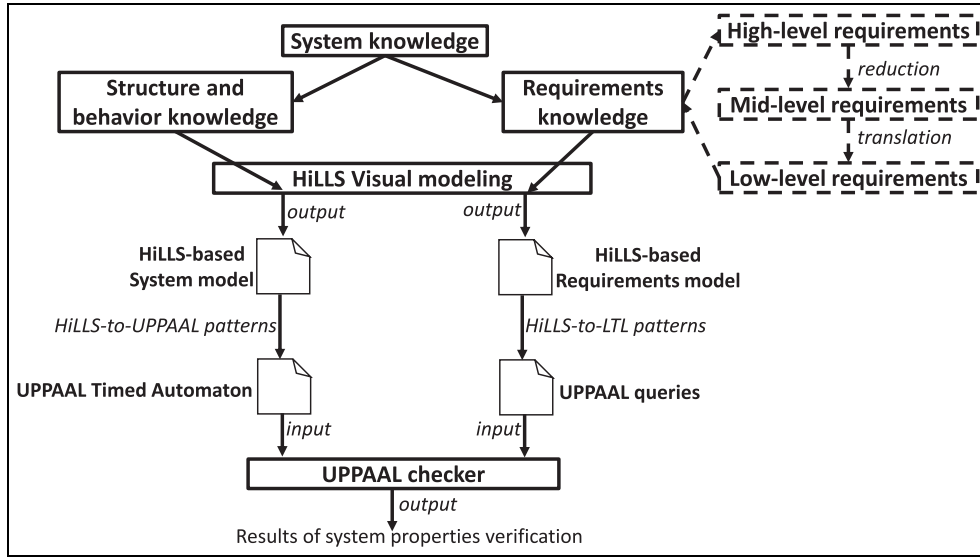 System knowledge
High-level requirements
reduction
Structure and
behavior knowledge
Requirements
knowledge
Mid-level requirements
translation
HiLLS Visual modeling
Low-level requirements
output
output
HiLLS-based
System model
HiLLS-based
Requirements model
HiLLS-to-UPPAAL patterns
HiLLS-to-LTL patterns
UPPAAL Timed Automaton
UPPAAL queries
input
input
UPPAAL checker
output
Results of system properties verification